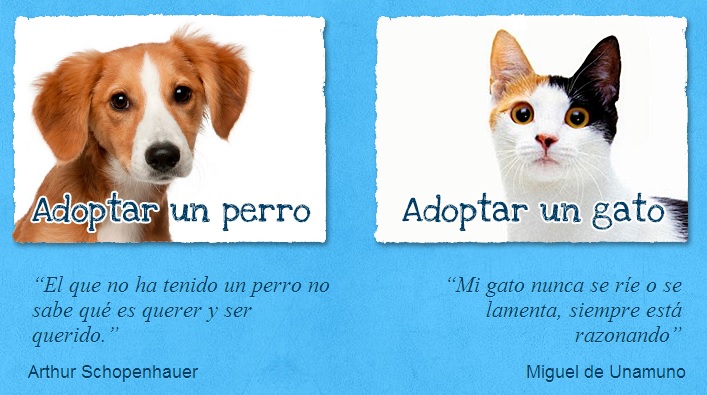 Adoptar un perro
“El que no ha tenido un perro no
sabe qué es querer y ser
querido.”
Arthur Schopenhauer
Adoptar un gato
“Mi gato nunca se ríe o se
lamenta, siempre está
razonando”
Miguel de Unamuno